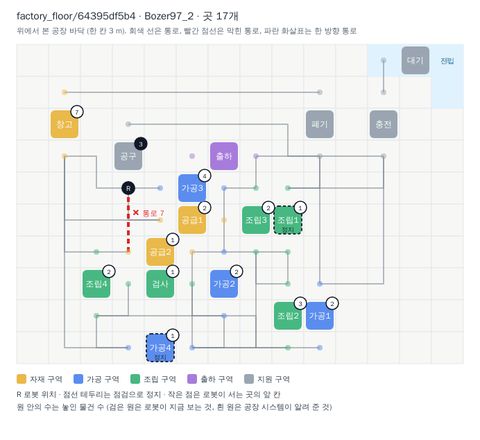 factory_floor/64395df5b4 · Bozer97_2 · 곳 17개
위에서 본 공장 바닥 (한 칸 3 m). 회색 선은 통로, 빨간 점선은 막힌 통로, 파란 화살표는 한 방향 통로
대기
전립
창고 7
폐기
충전
공구 3
출하
R
가공3 4
✕ 통로 7
공급1 2
조립3 2
조립1 1
정지
공급2 1
조립4 2
검사 1
가공2 2
조립2 3
가공1 2
가공4 1
정지
자재 구역
가공 구역
조립 구역
출하 구역
지원 구역
R 로봇 위치 · 점선 테두리는 점검으로 정지 · 작은 점은 로봇이 서는 곳의 앞 칸
원 안의 수는 놓인 물건 수 (검은 원은 로봇이 지금 보는 것, 흰 원은 공장 시스템이 알려 준 것)